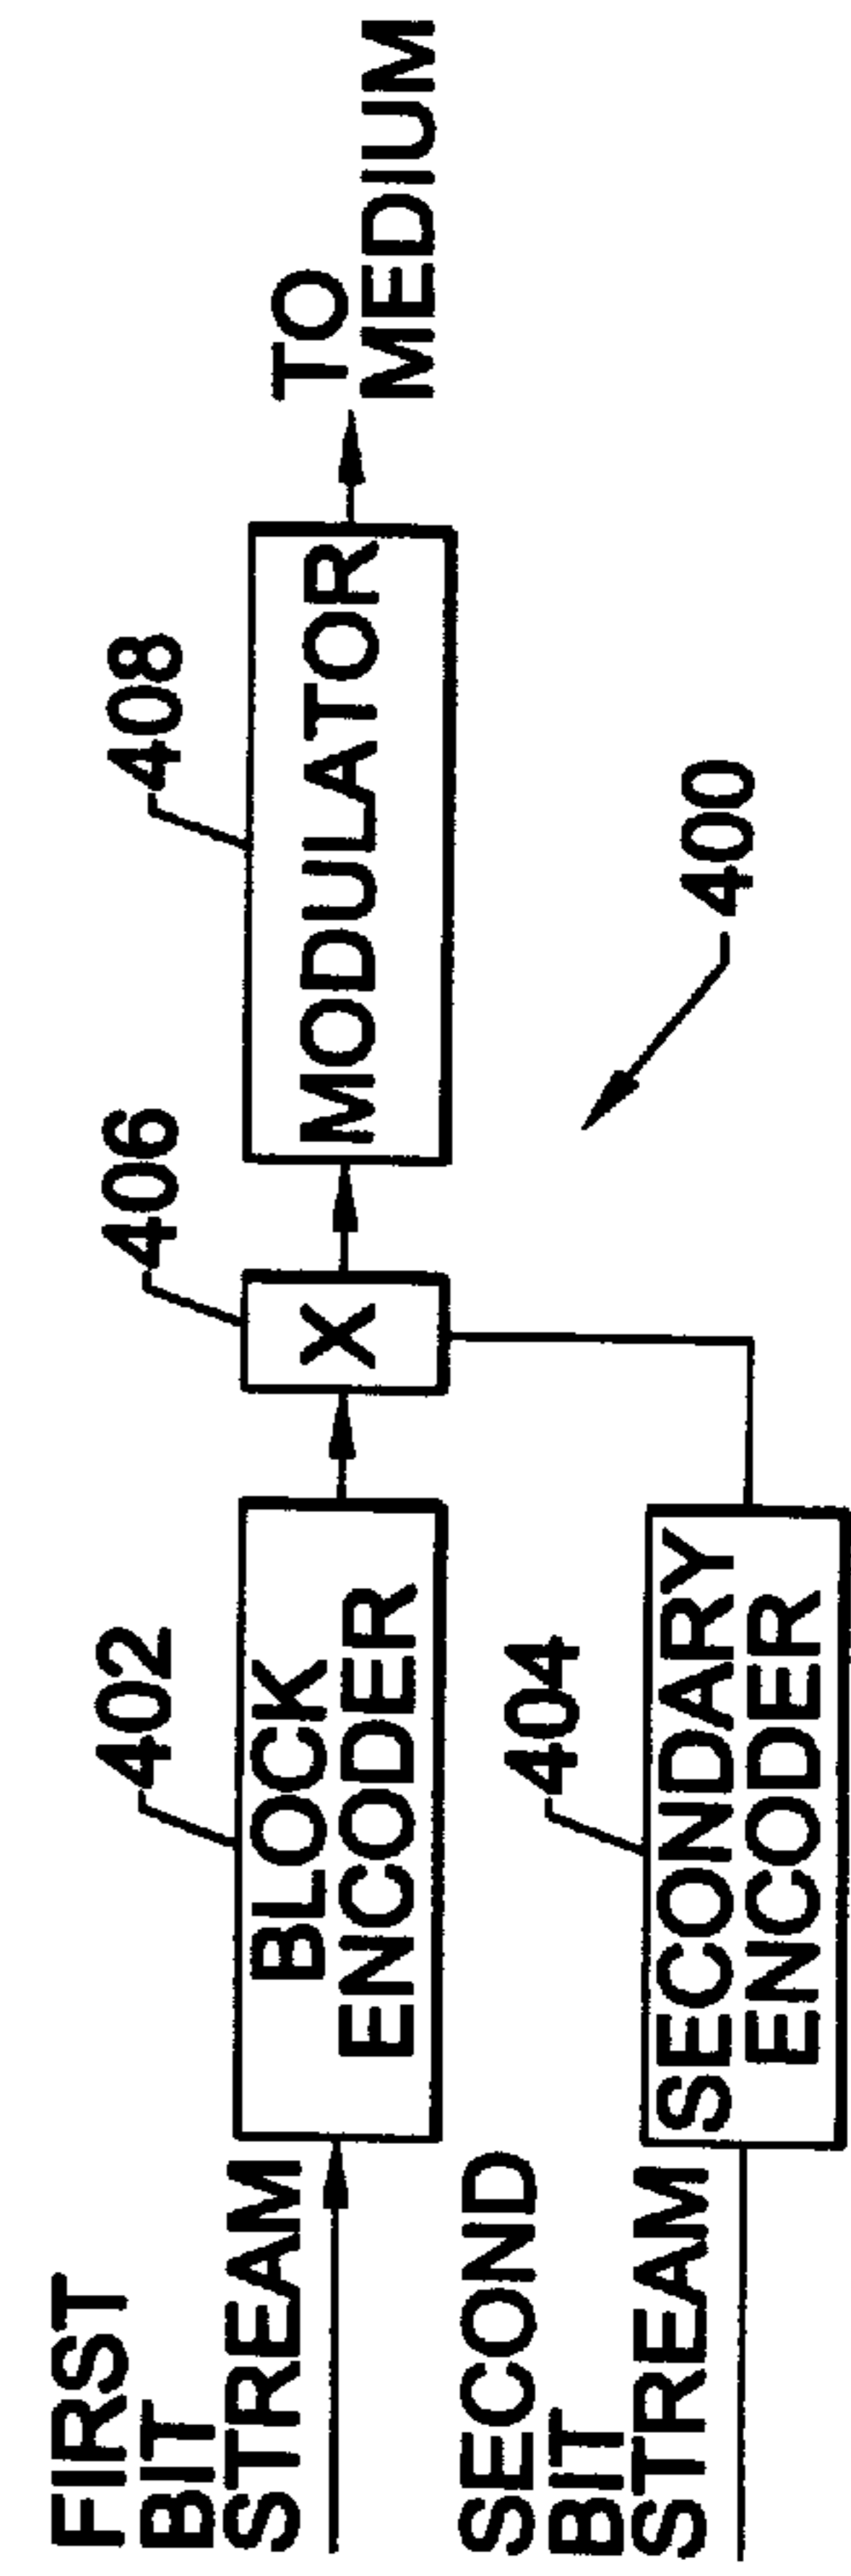 FIRST
BIT
STREAM
402
BLOCK
ENCODER
406
X
408
MODULATOR
TO
MEDIUM
SECOND
BIT
STREAM
404
SECONDARY
ENCODER
400